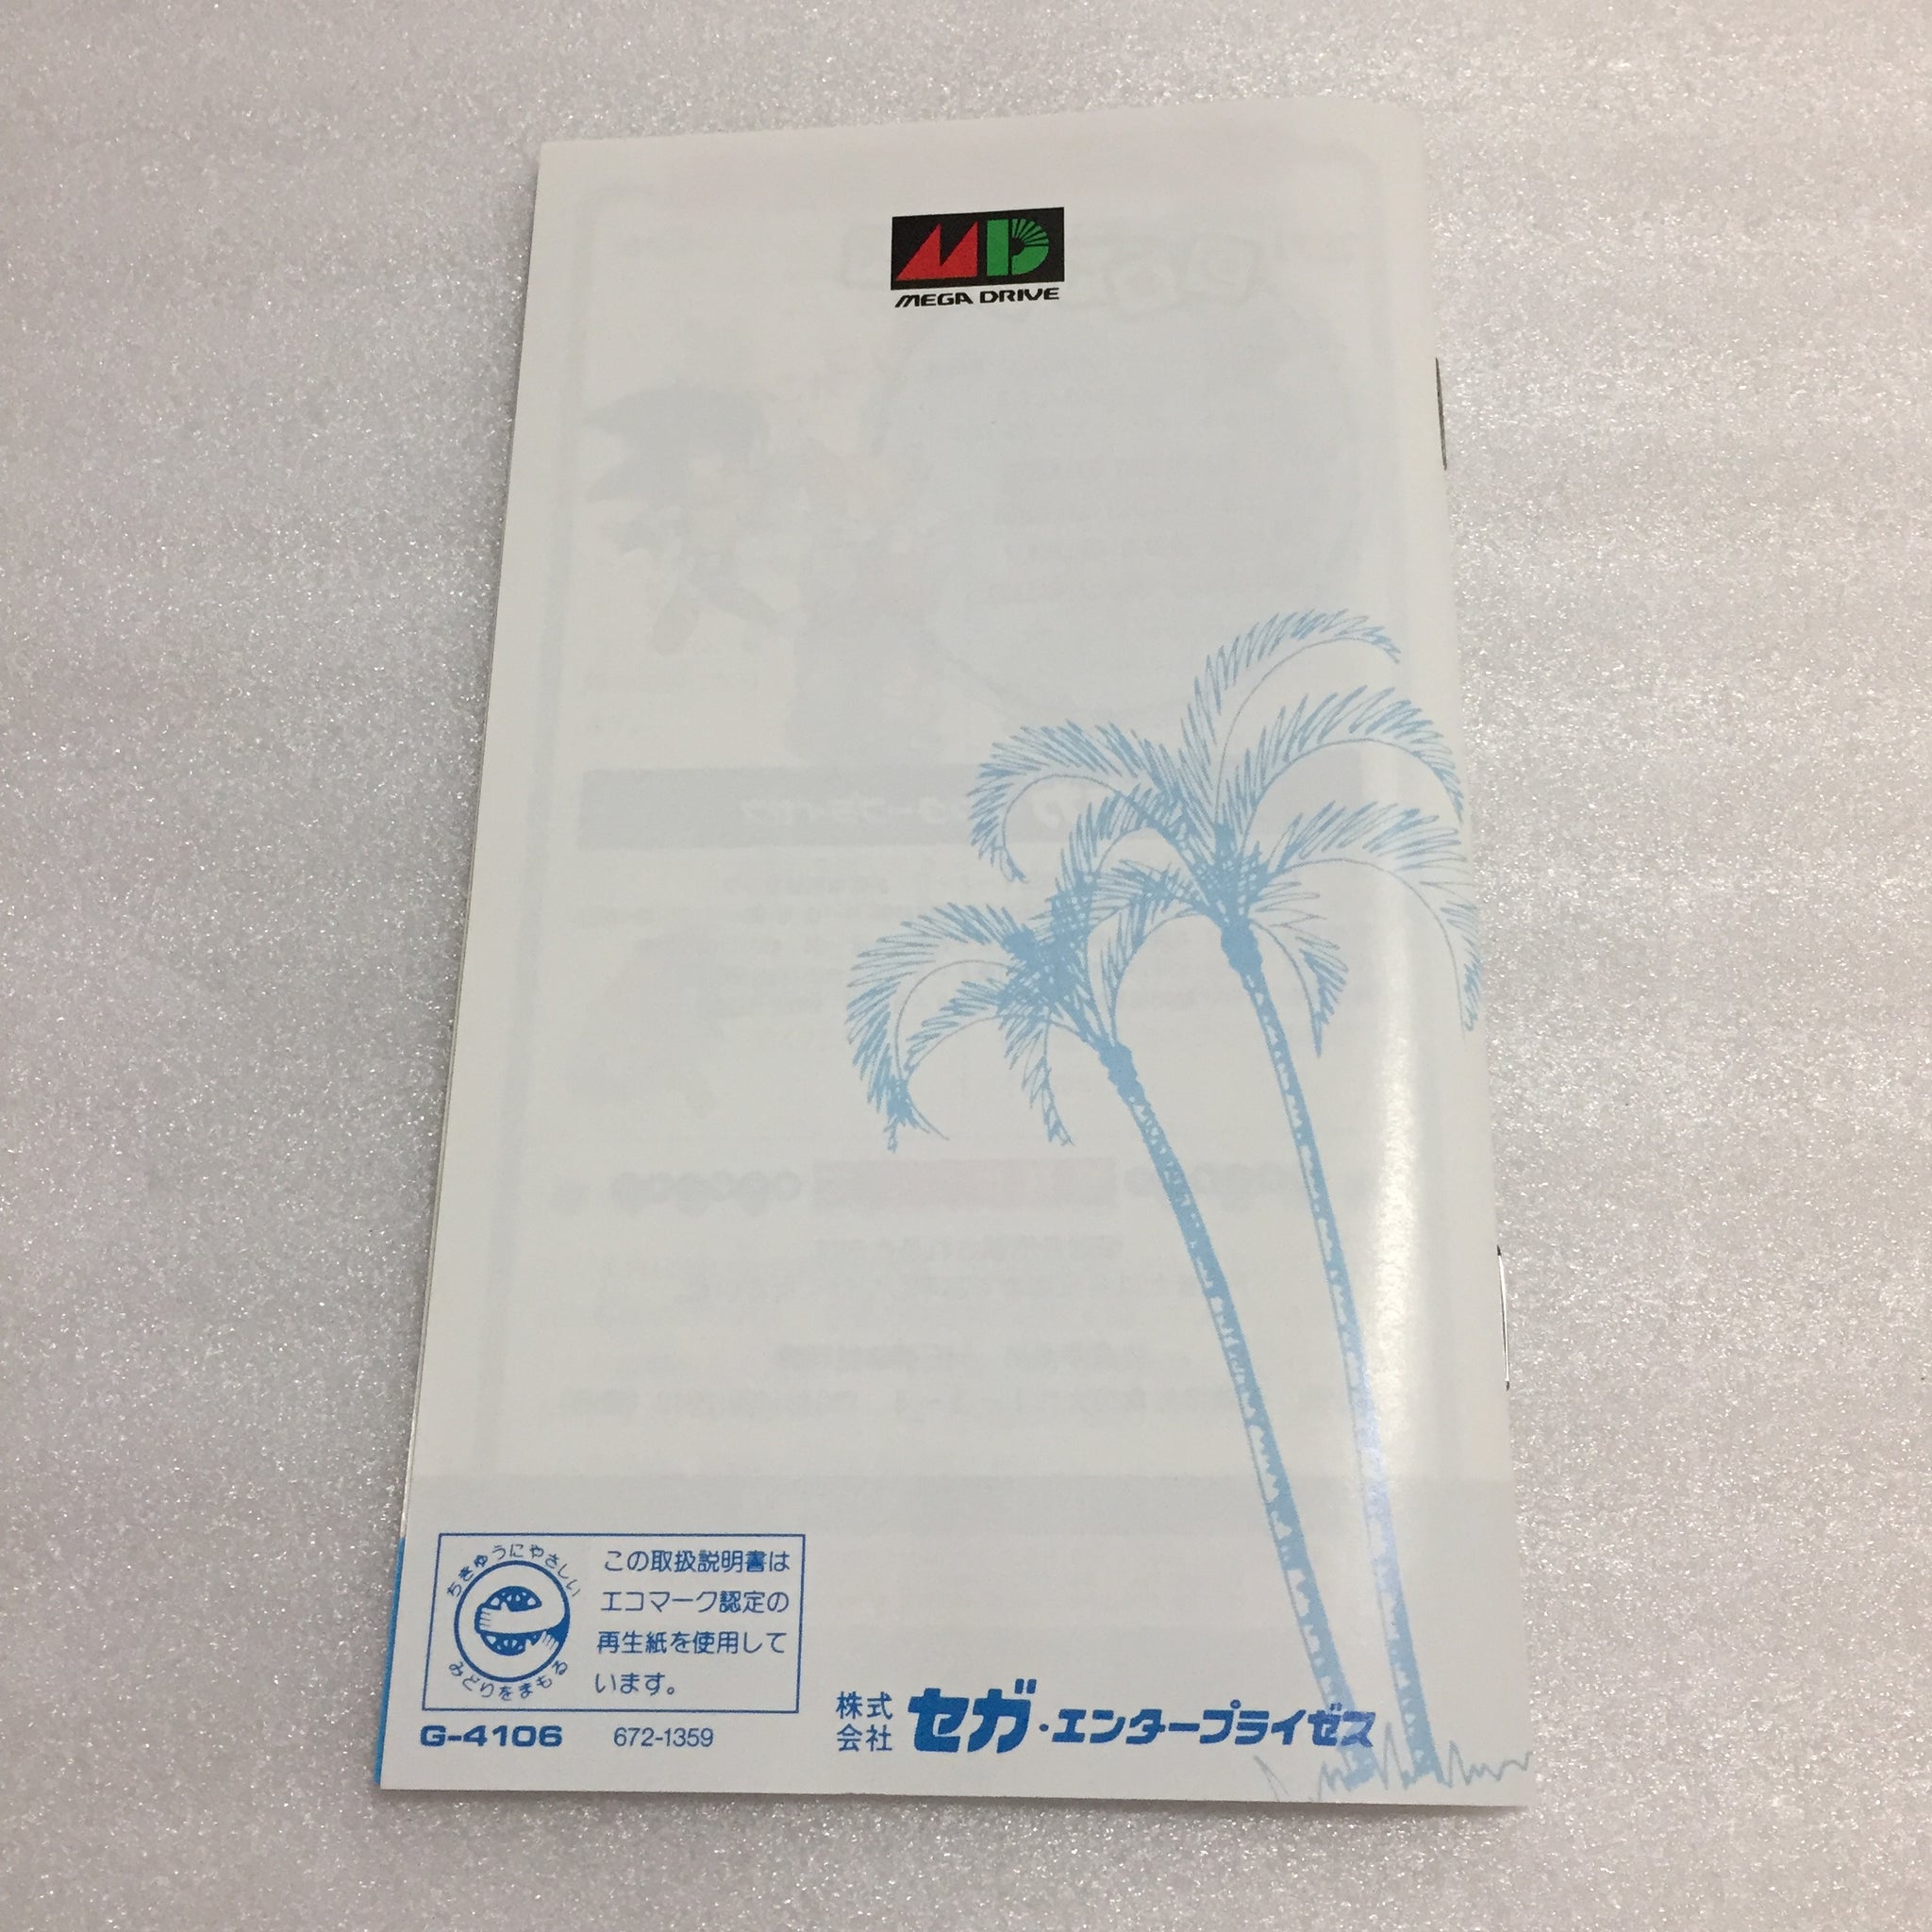 MD
MEGA DRIVE
ちきゅうにやさしい
みどりをまもる
この取扱説明書は
エコマーク認定の
再生紙を使用して
います。
G-4106 672-1359
株式会社 セガ・エンタープライゼス